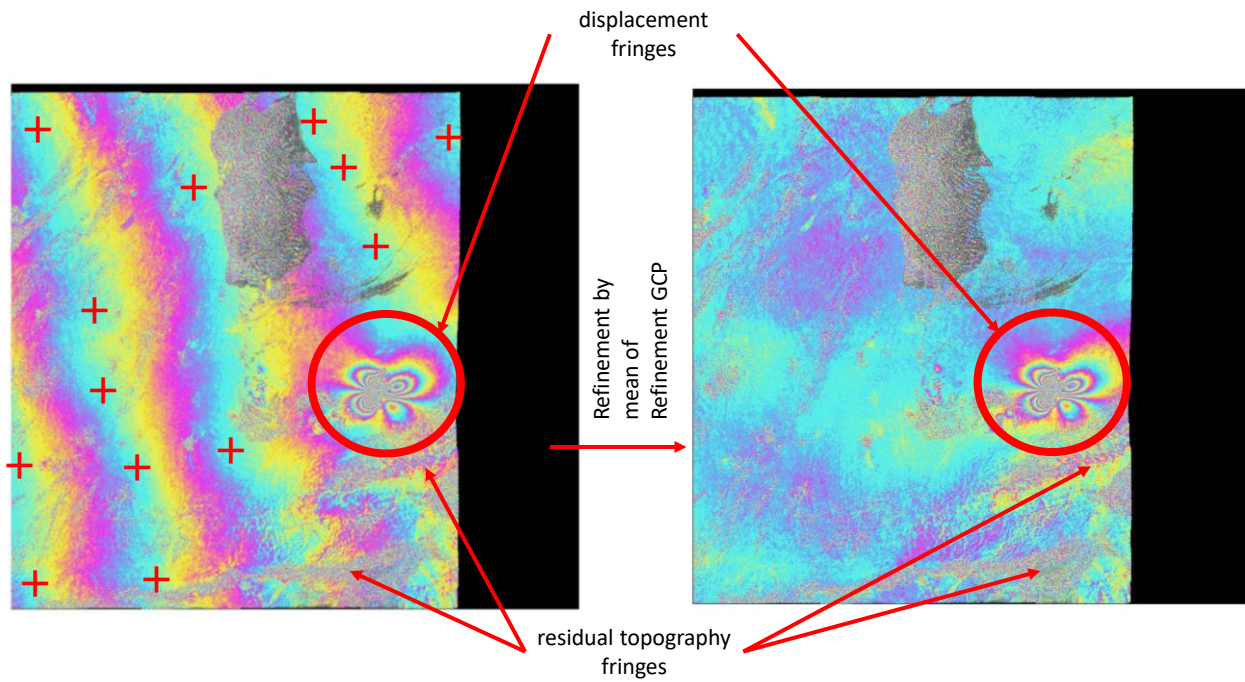 displacement
fringes
Refinement by
mean of
Refinement GCP
residual topography
fringes